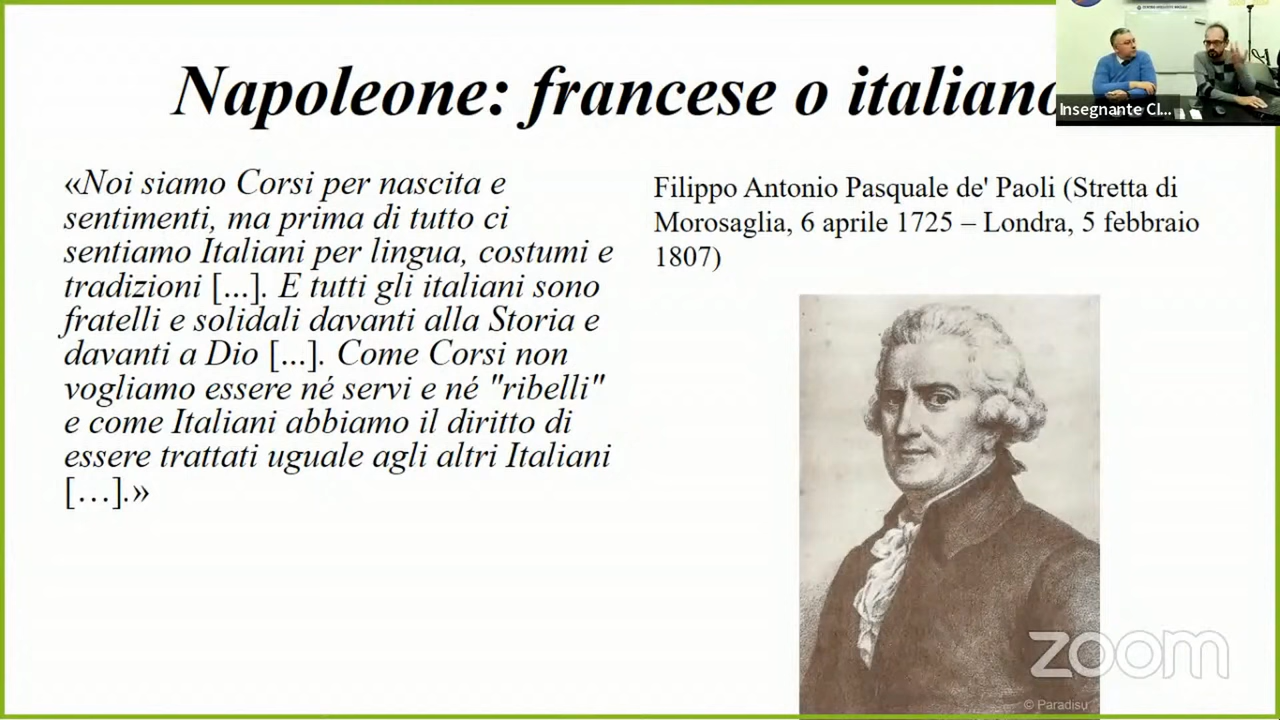 Napoleone: francese o italiano
«Noi siamo Corsi per nascita e
sentimenti, ma prima di tutto ci
sentiamo Italiani per lingua, costumi e
tradizioni [...]. E tutti gli italiani sono
fratelli e solidali davanti alla Storia e
davanti a Dio [...]. Come Corsi non
vogliamo essere né servi e né "ribelli"
e come Italiani abbiamo il diritto di
essere trattati uguale agli altri Italiani
[…].»
Filippo Antonio Pasquale de' Paoli (Stretta di
Morosaglia, 6 aprile 1725 – Londra, 5 febbraio
1807)
Insegnante Cl...
zoom
© Paradisu